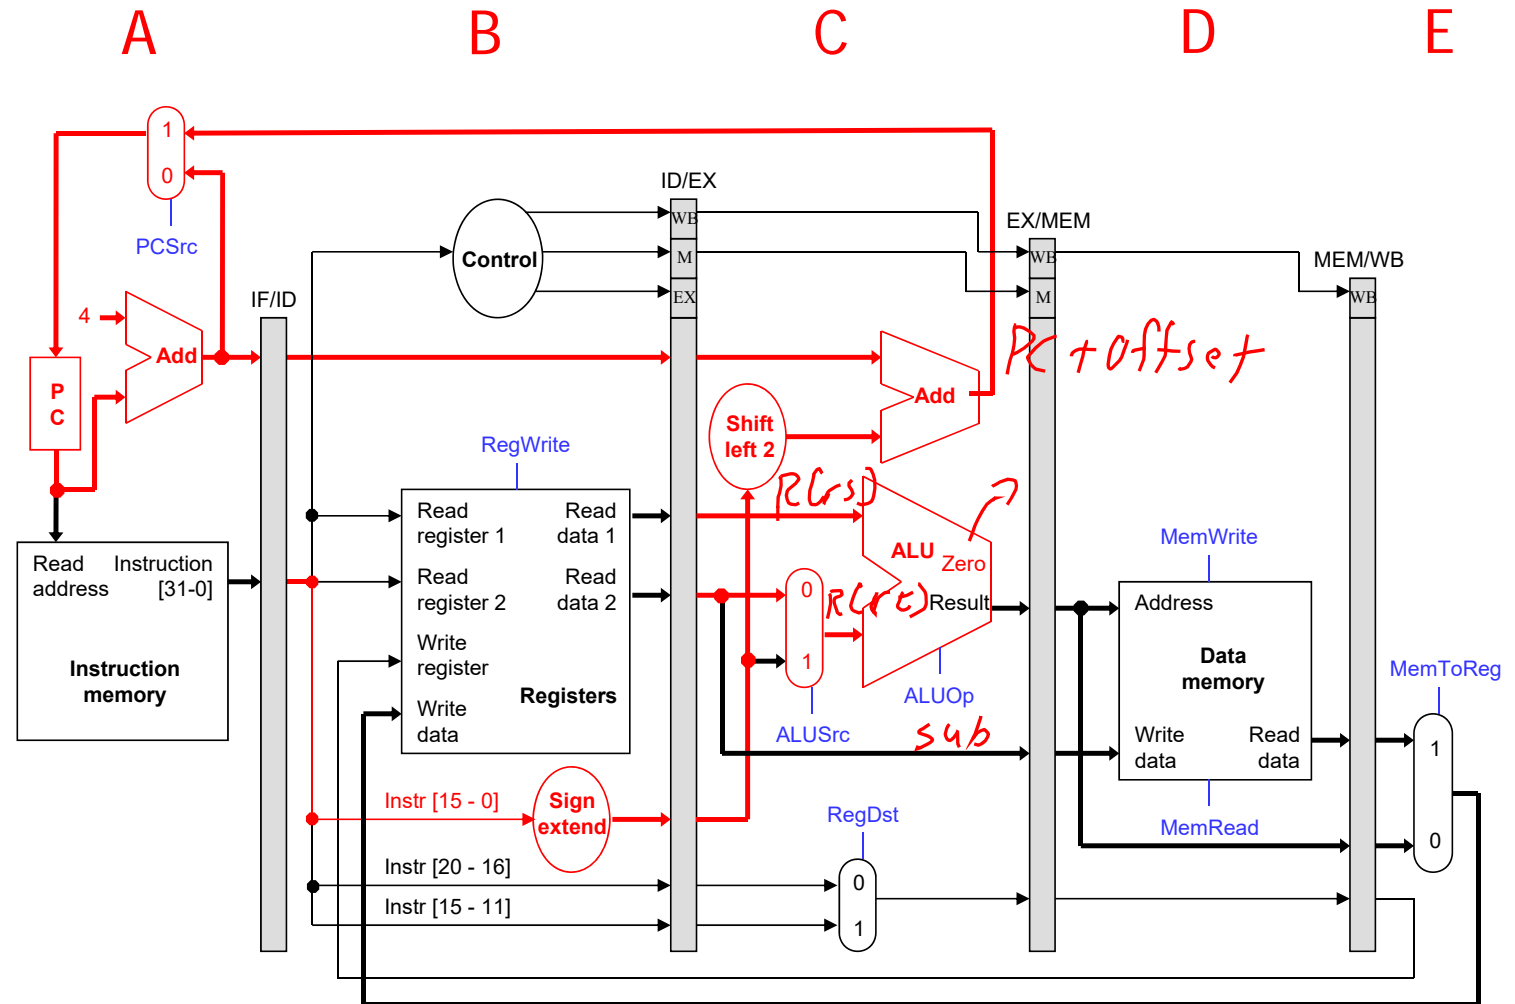 A B C D E
1
0
PCSrc
ID/EX
WB
M
EX
Control
EX/MEM
WB
M
MEM/WB
WB
IF/ID
4
Add
P
C
PC + Offset
Add
Shift
left 2
RegWrite
R(rs)
Read
register 1
Read
data 1
Read
register 2
Read
data 2
Write
register
Write
data
Registers
Read
address
Instruction
[31-0]
Instruction
memory
ALU
Zero
Result
0
1
R(rt)
ALUSrc
ALUOp
sub
MemWrite
Address
Data
memory
Write
data
Read
data
MemRead
MemToReg
1
0
Instr [15 - 0]
Sign
extend
RegDst
Instr [20 - 16]
0
Instr [15 - 11]
1